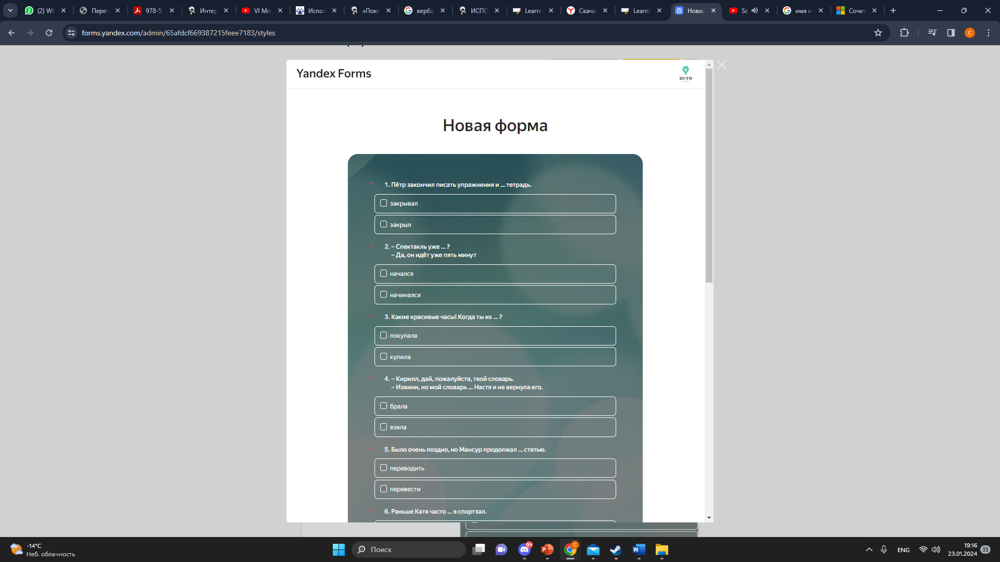 (2) Wh
Переч
978-5-
Интер
VI Мо
Испол
«Поко
верба
ИСПО
Learni
Скача
Learni
Новая
Sc
имя н
Сочет
forms.yandex.com/admin/65afdcf669387215feee7183/styles
C
Yandex Forms
цсго
Новая форма
* 1. Пётр закончил писать упражнения и ... тетрадь.
закрывал
закрыл
* 2. – Спектакль уже ... ?
– Да, он идёт уже пять минут
начался
начинался
* 3. Какие красивые часы! Когда ты их ... ?
покупала
купила
* 4. – Кирилл, дай, пожалуйста, твой словарь.
– Извини, но мой словарь ... Настя и не вернула его.
брала
взяла
* 5. Было очень поздно, но Мансур продолжал ... статью.
переводить
перевести
* 6. Раньше Катя часто ... в спортзал.
-14°C
Неб. облачность
Поиск
9+
C
ENG
19:16
23.01.2024
35